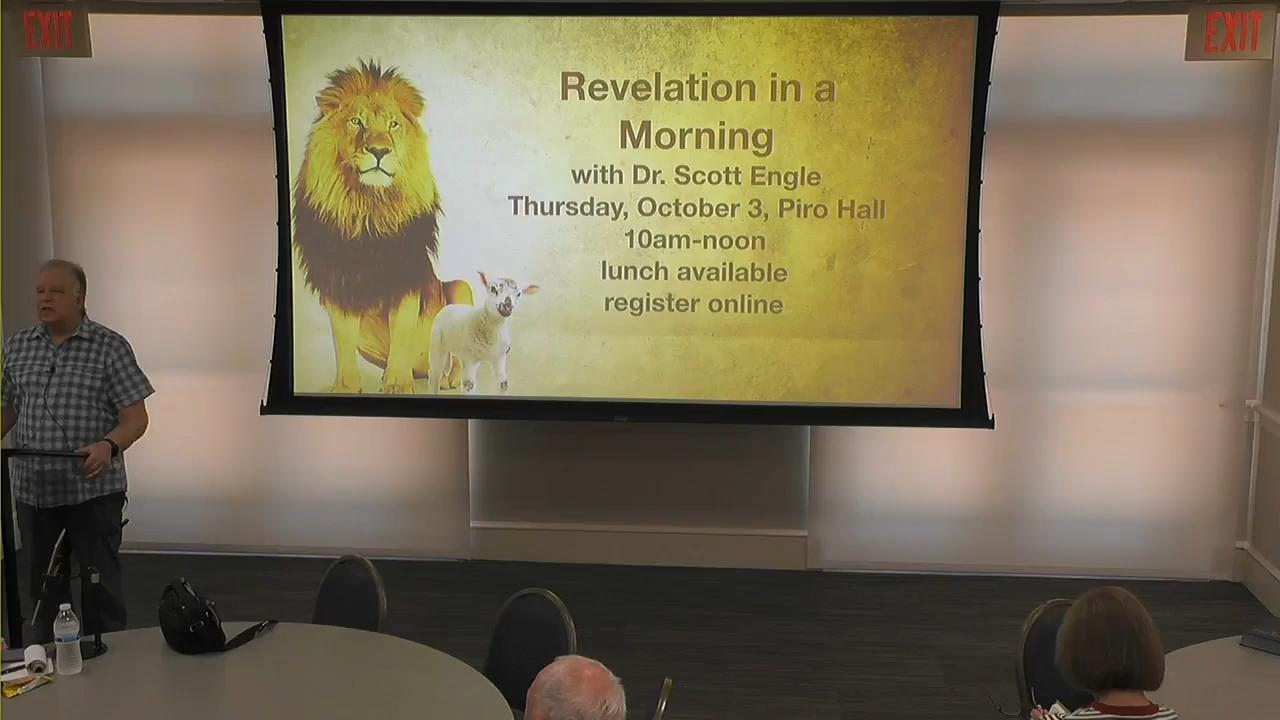 EXIT
EXIT
Revelation in a
Morning
with Dr. Scott Engle
Thursday, October 3, Piro Hall
10am-noon
lunch available
register online